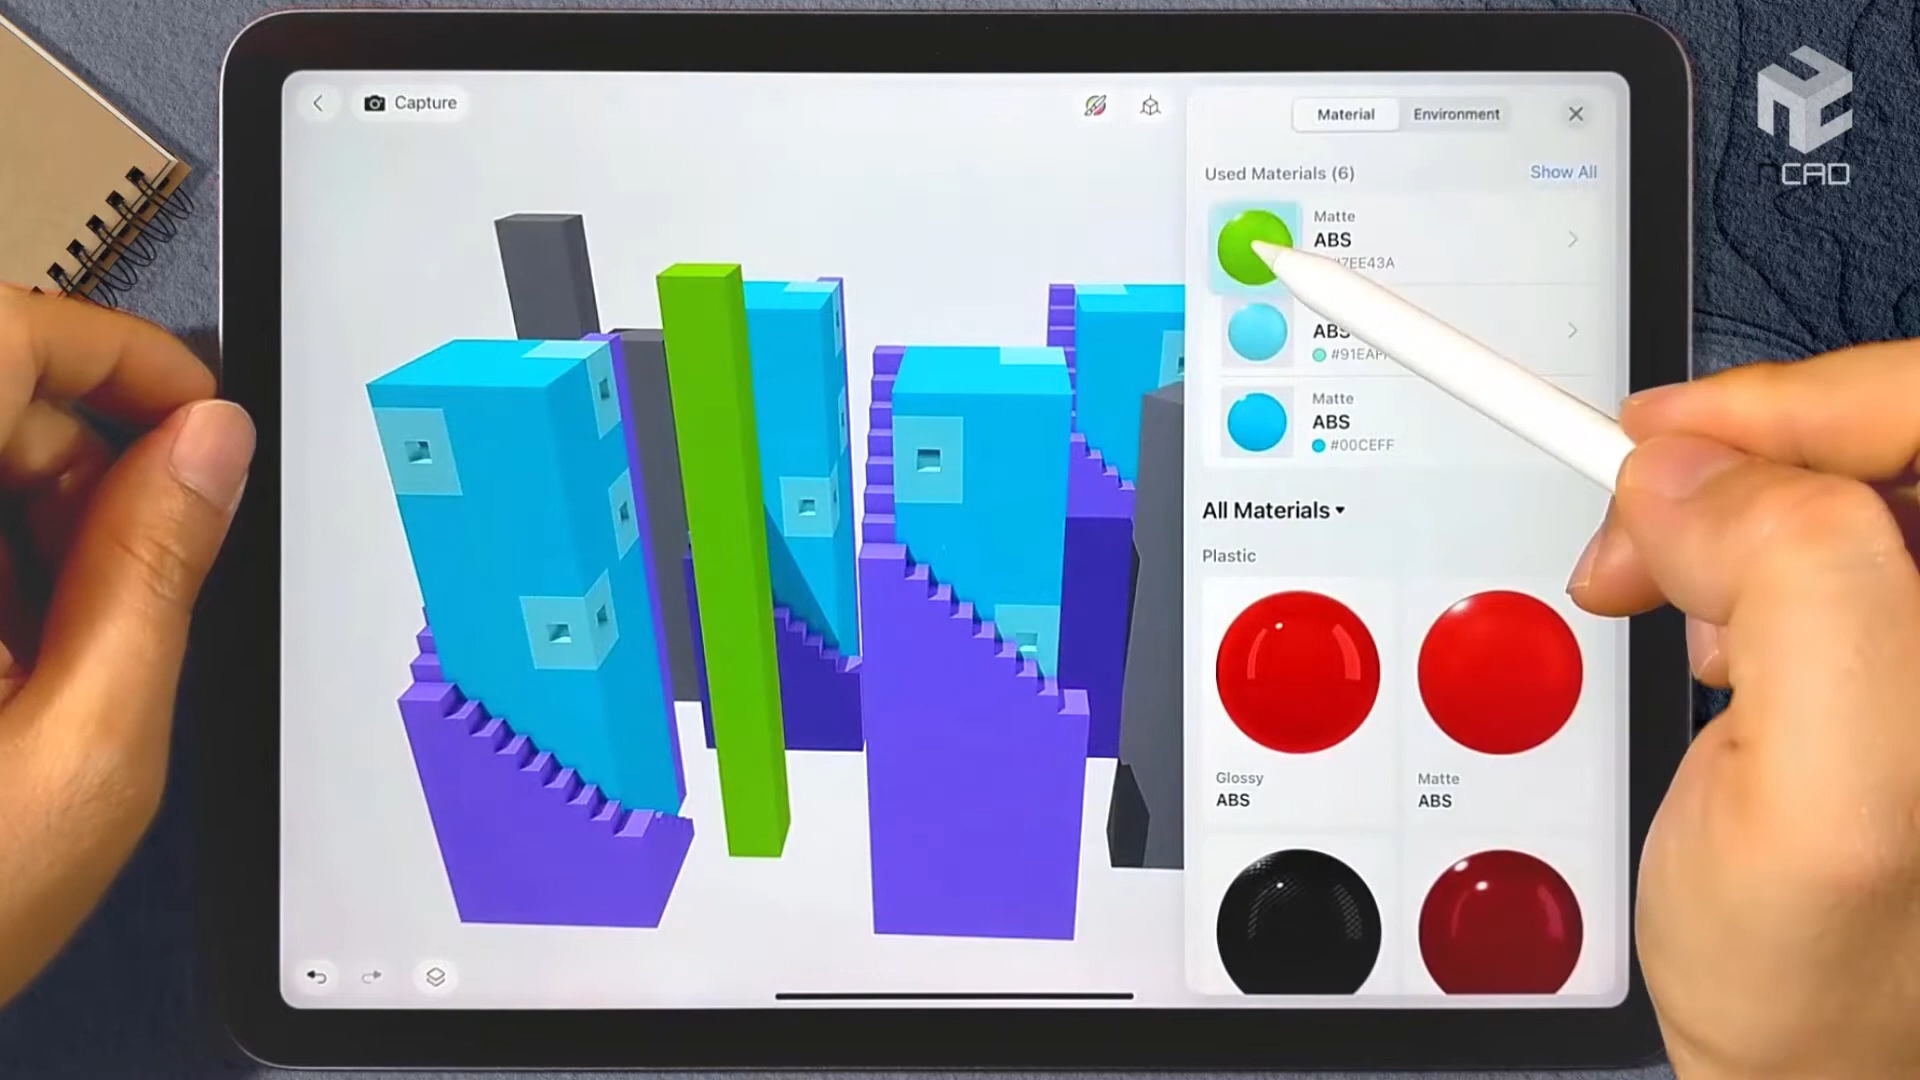 Capture
Material
Environment
nCAD
Used Materials (6)
Show All
Matte
ABS
#7EE43A
ABS
Matte
ABS
#00CEFF
All Materials
Plastic
Glossy
ABS
Matte
ABS